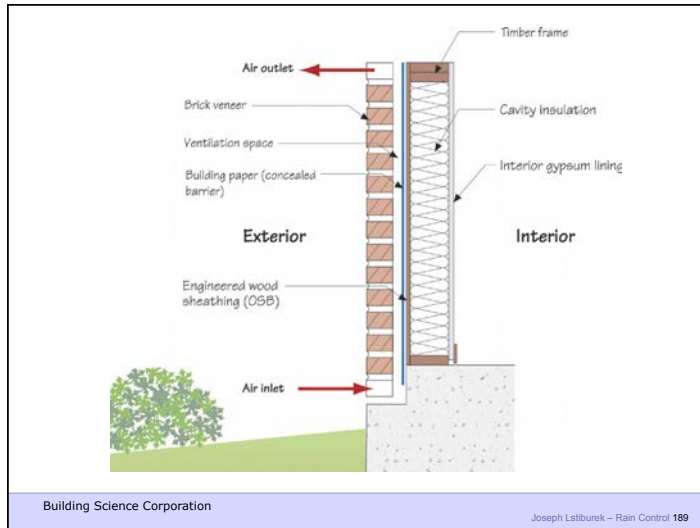 Timber frame
Air outlet
Brick veneer
Cavity insulation
Ventilation space
Building paper (concealed
barrier)
Interior gypsum lining
Exterior
Interior
Engineered wood
sheathing (OSB)
Air inlet
Building Science Corporation
Joseph Lstiburek – Rain Control 189